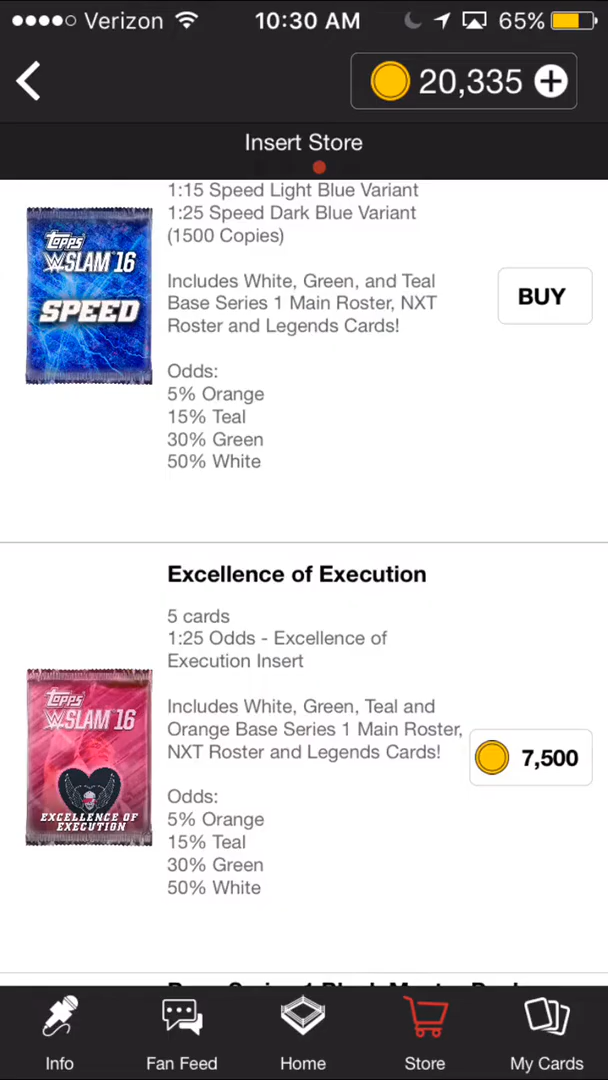 Verizon 10:30 AM 65%
20,335
Insert Store
1:15 Speed Light Blue Variant
1:25 Speed Dark Blue Variant
(1500 Copies)
Topps
WSLAM 16
SPEED
Includes White, Green, and Teal
Base Series 1 Main Roster, NXT
Roster and Legends Cards!
BUY
Odds:
5% Orange
15% Teal
30% Green
50% White
Excellence of Execution
5 cards
1:25 Odds - Excellence of
Execution Insert
Topps
WSLAM 16
EXCELLENCE OF
EXECUTION
Includes White, Green, Teal and
Orange Base Series 1 Main Roster,
NXT Roster and Legends Cards!
7,500
Odds:
5% Orange
15% Teal
30% Green
50% White
Info Fan Feed Home Store My Cards